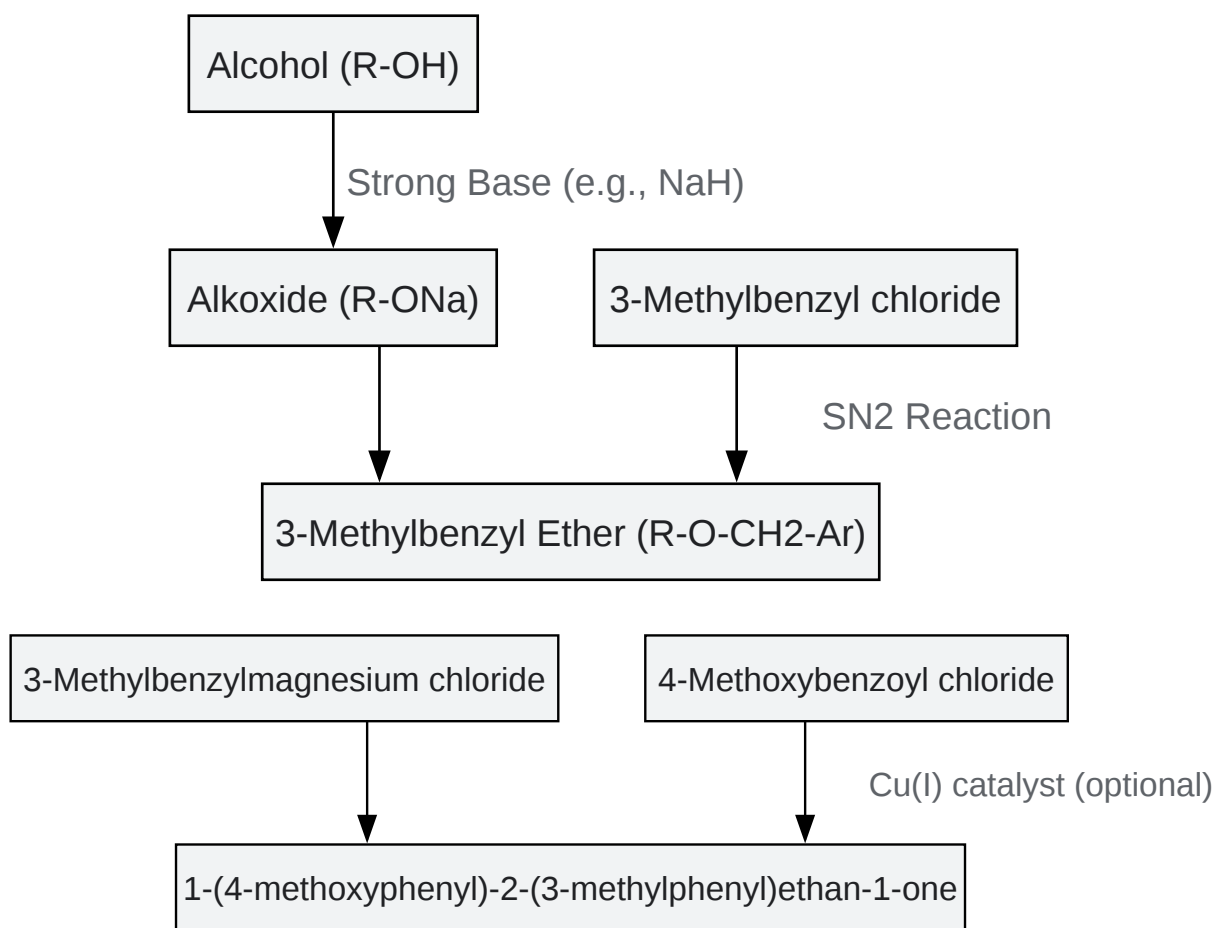 Alcohol (R-OH)
Strong Base (e.g., NaH)
Alkoxide (R-ONa)
3-Methylbenzyl chloride
SN2 Reaction
3-Methylbenzyl Ether (R-O-CH2-Ar)
3-Methylbenzylmagnesium chloride
4-Methoxybenzoyl chloride
Cu(I) catalyst (optional)
1-(4-methoxyphenyl)-2-(3-methylphenyl)ethan-1-one